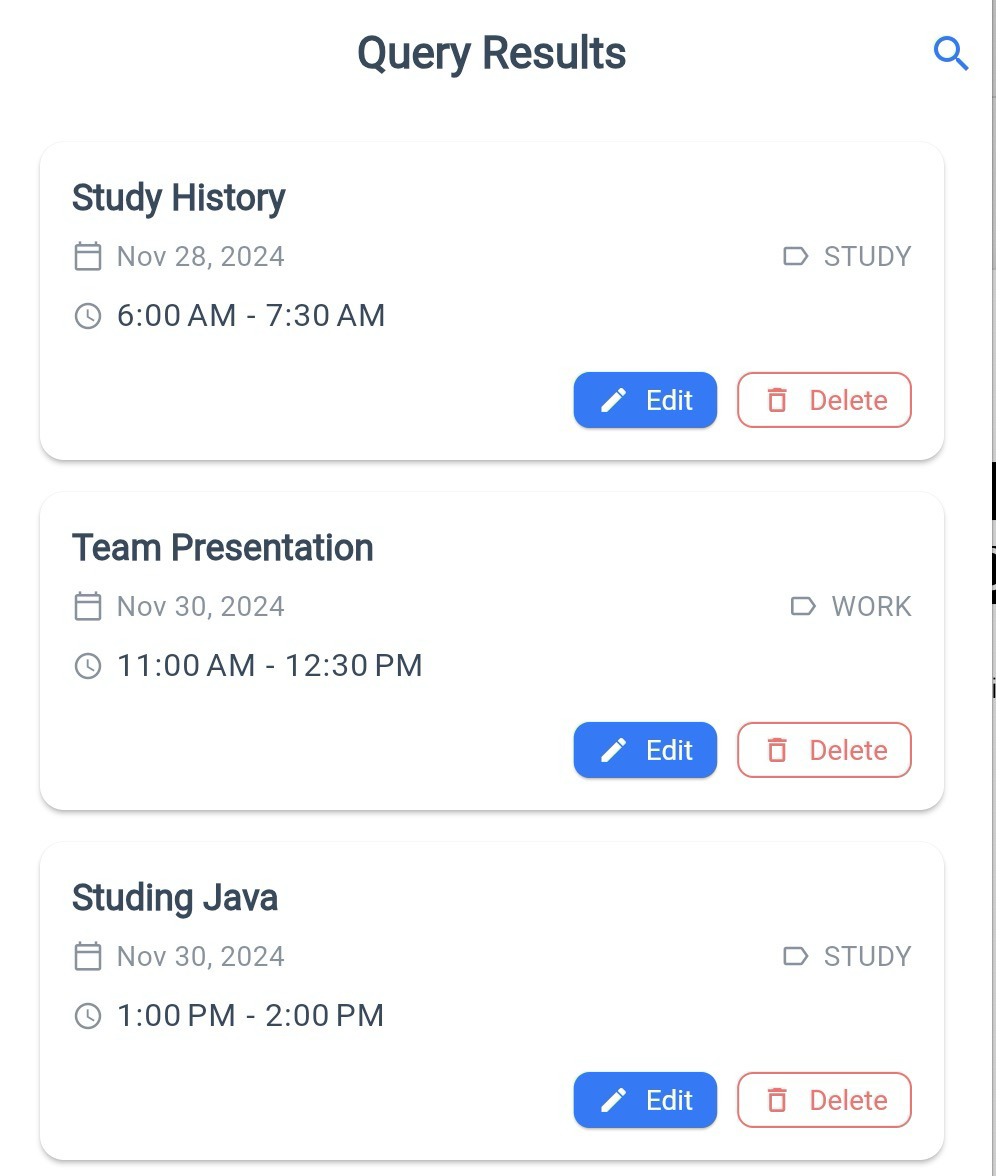 Query Results
Study History
Nov 28, 2024 STUDY
6:00 AM - 7:30 AM
Edit Delete
Team Presentation
Nov 30, 2024 WORK
11:00 AM - 12:30 PM
Edit Delete
Studing Java
Nov 30, 2024 STUDY
1:00 PM - 2:00 PM
Edit Delete